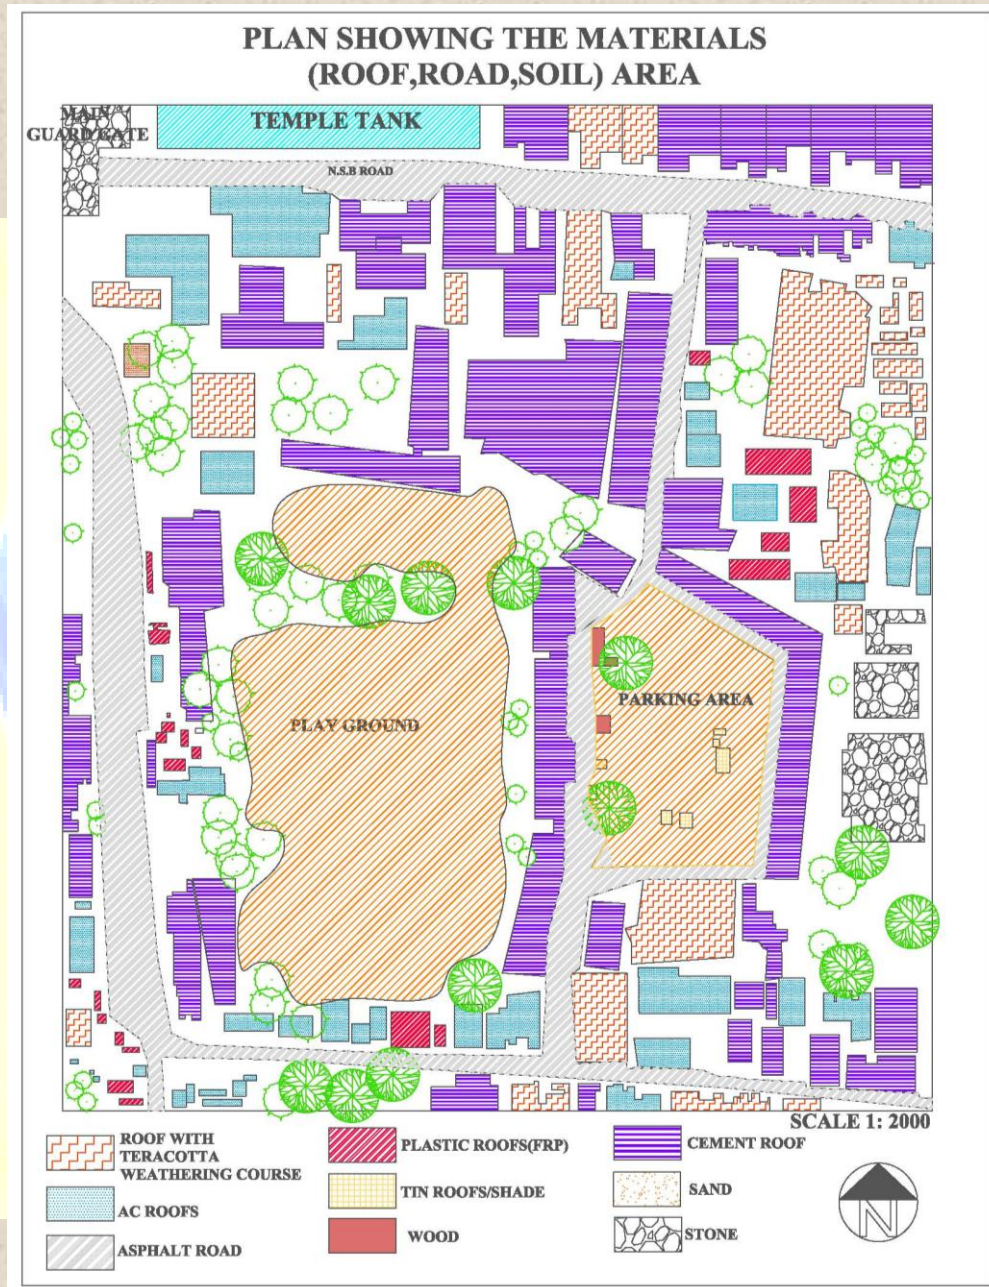 PLAN SHOWING THE MATERIALS
(ROOF,ROAD,SOIL) AREA
MAIN
GUARD GATE
TEMPLE TANK
N.S.B ROAD
PARKING AREA
PLAY GROUND
SCALE 1: 2000
ROOF WITH
TERACOTTA
WEATHERING COURSE
AC ROOFS
ASPHALT ROAD
PLASTIC ROOFS(FRP)
TIN ROOFS/SHADE
WOOD
CEMENT ROOF
SAND
STONE
N